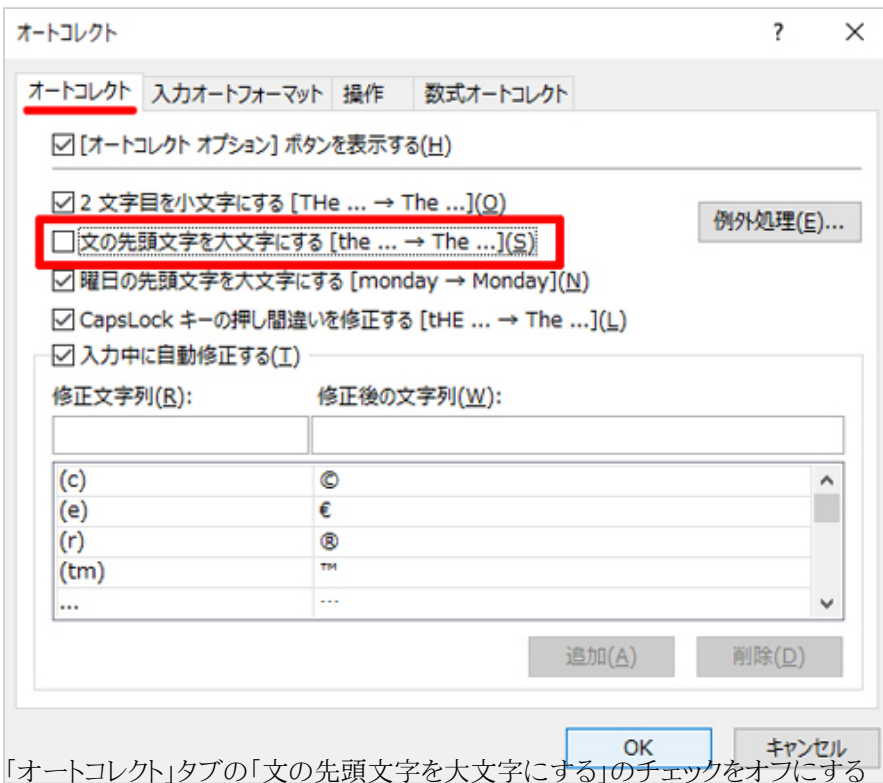 オートコレクト ? ×
オートコレクト 入力オートフォーマット 操作 数式オートコレクト
[オートコレクト オプション] ボタンを表示する(H)
2 文字目を小文字にする [THe ... → The ...](O)
例外処理(E)...
文の先頭文字を大文字にする [the ... → The ...](S)
曜日の先頭文字を大文字にする [monday → Monday](N)
CapsLock キーの押し間違いを修正する [tHE ... → The ...](L)
入力中に自動修正する(T)
修正文字列(R): 修正後の文字列(W):
(c) ©
(e) €
(r) ®
(tm) ™
... …
追加(A) 削除(D)
OK キャンセル
「オートコレクト」タブの「文の先頭文字を大文字にする」のチェックをオフにする